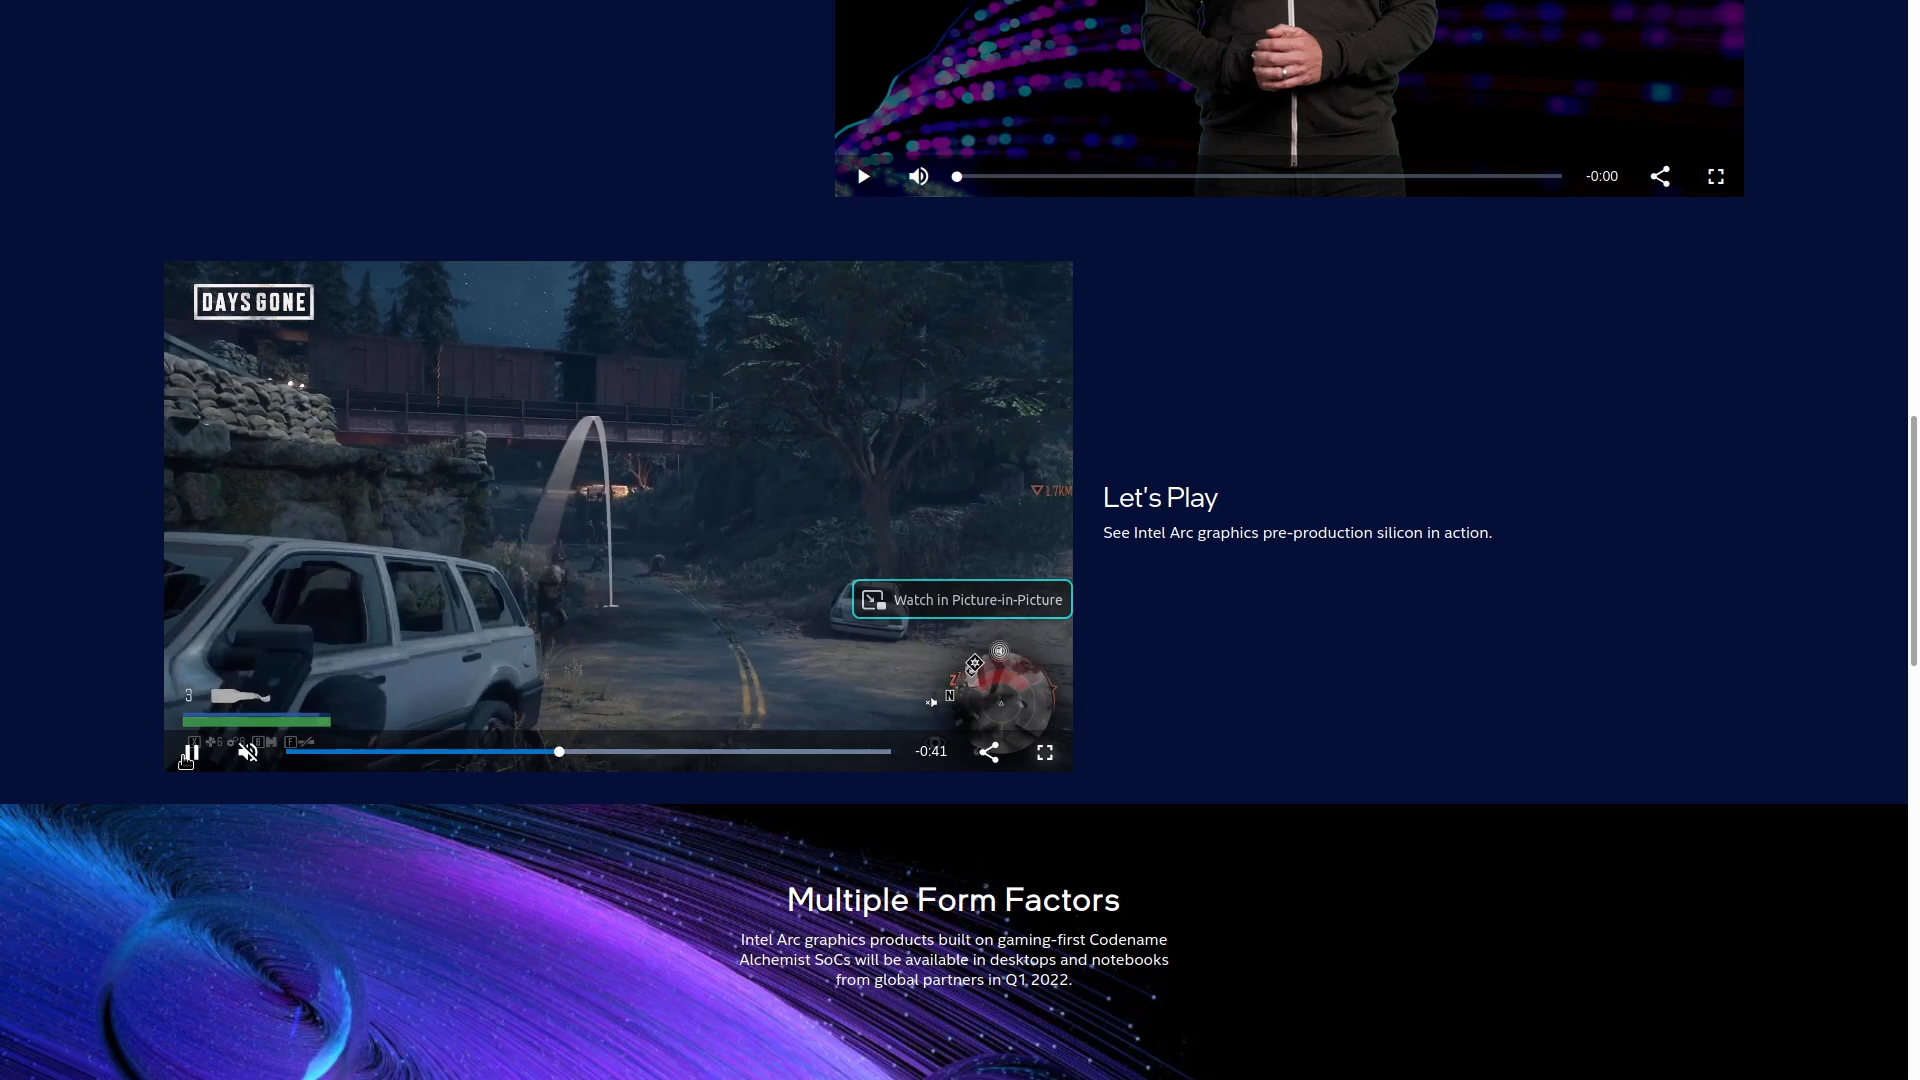 -0:00
DAYS GONE
1.7KM
Let's Play
See Intel Arc graphics pre-production silicon in action.
Watch in Picture-in-Picture
3
N
-0:41
Multiple Form Factors
Intel Arc graphics products built on gaming-first Codename
Alchemist SoCs will be available in desktops and notebooks
from global partners in Q1 2022.